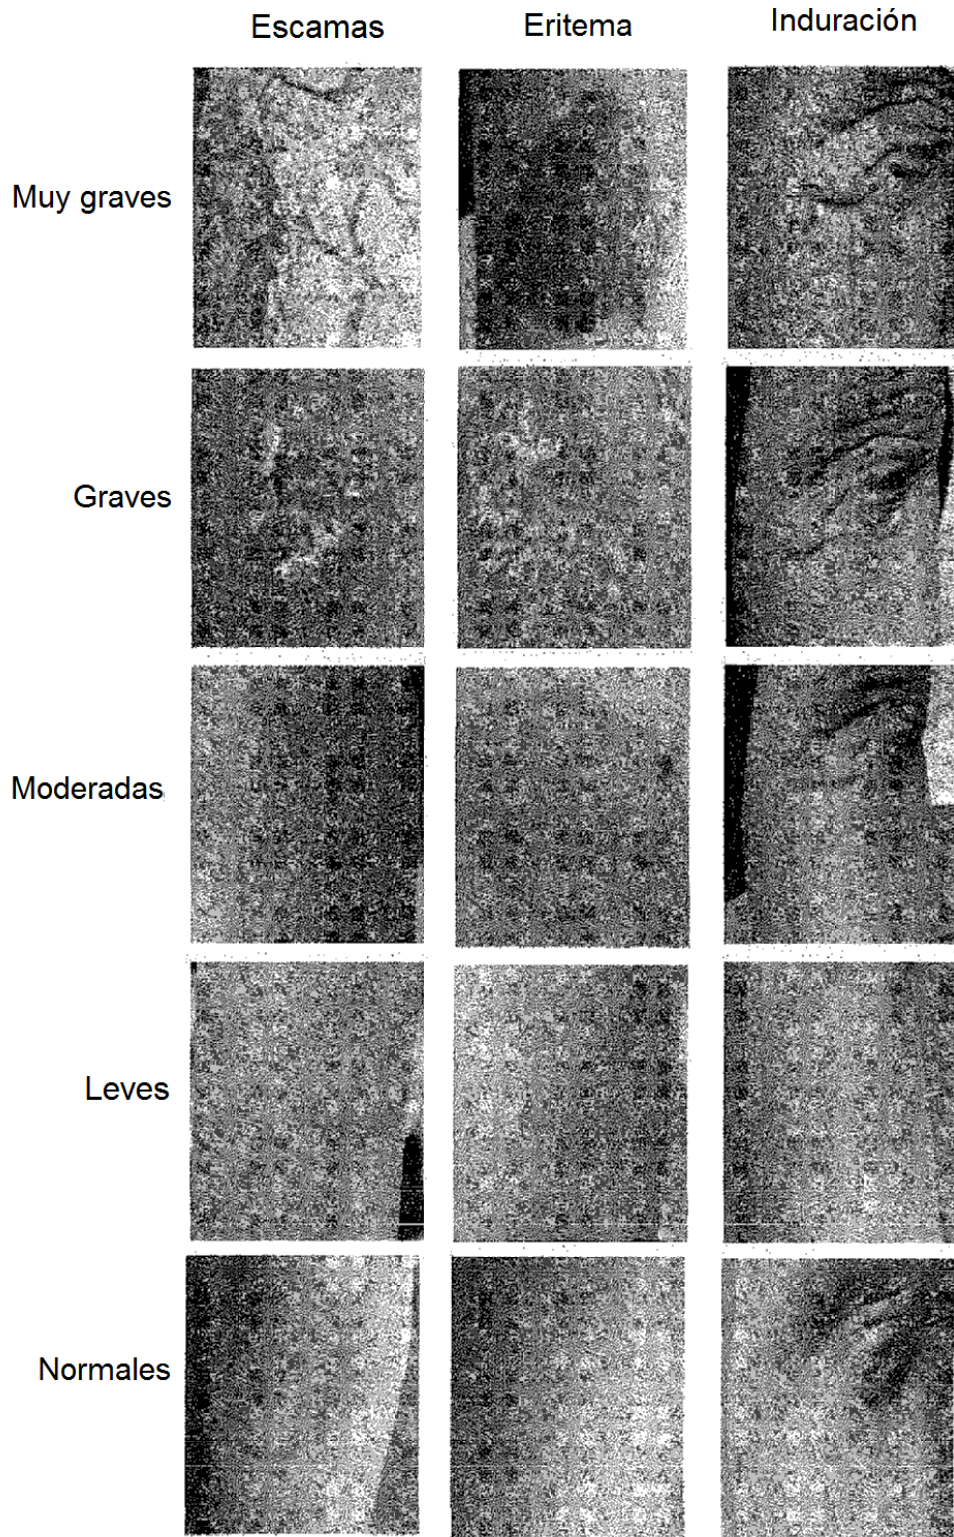 Escamas Eritema Induración
Muy graves
Graves
Moderadas
Leves
Normales